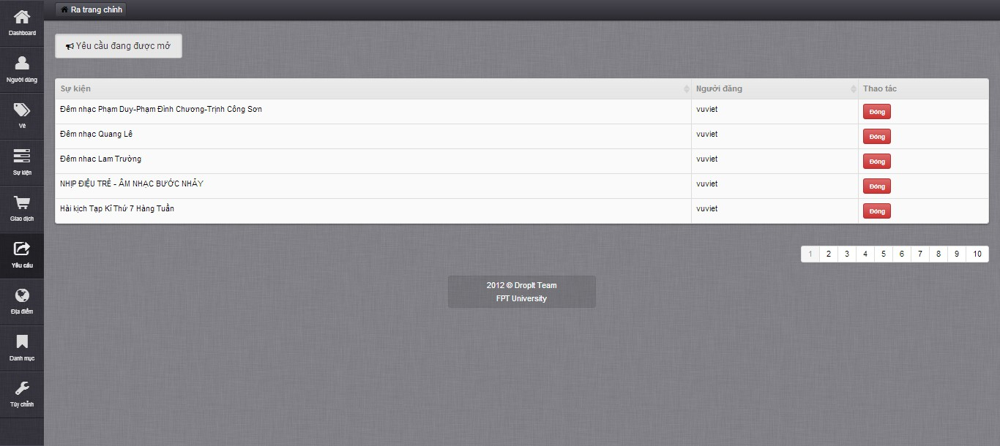 Ra trang chính
Dashboard
Người dùng
Vé
Sự kiện
Giao dịch
Yêu cầu
Địa điểm
Danh mục
Tùy chỉnh
Yêu cầu đang được mở
Sự kiện Người đăng Thao tác
Đêm nhạc Phạm Duy-Phạm Đình Chương-Trịnh Công Sơn vuviet Đóng
Đêm nhạc Quang Lê vuviet Đóng
Đêm nhac Lam Trường vuviet Đóng
NHỊP ĐIỆU TRẺ - ÂM NHẠC BƯỚC NHẢY vuviet Đóng
Hài kịch Tạp Kĩ Thứ 7 Hàng Tuần vuviet Đóng
1 2 3 4 5 6 7 8 9 10
2012 © DropIt Team
FPT University